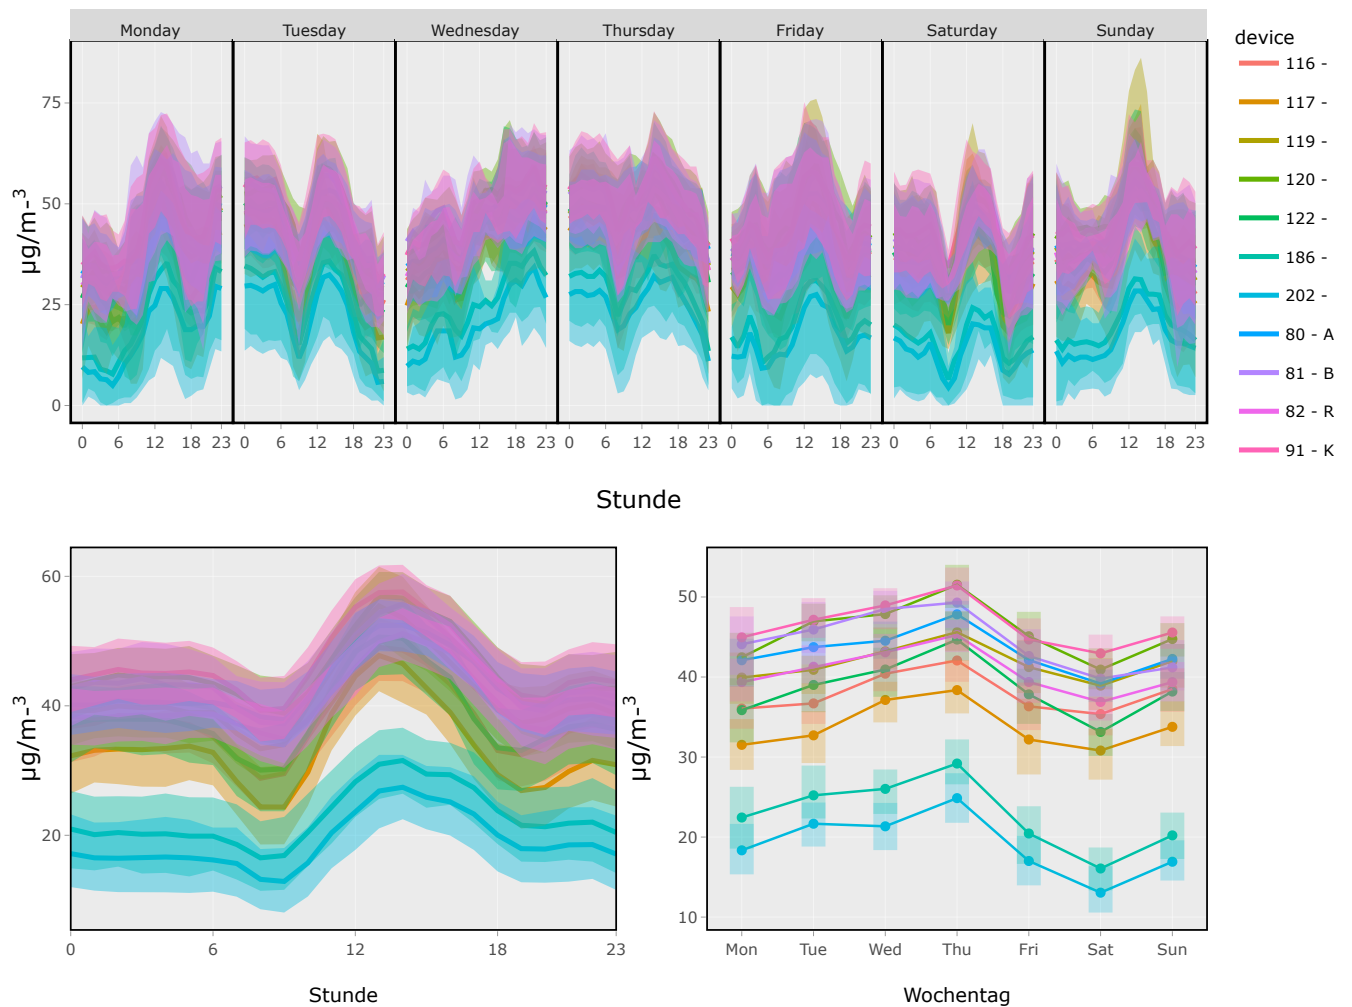 Monday Tuesday Wednesday Thursday Friday Saturday Sunday
device
116 -
117 -
119 -
120 -
122 -
186 -
202 -
80 - A
81 - B
82 - R
91 - K
µg/m-³
75
50
25
0
0 6 12 18 23 0 6 12 18 23 0 6 12 18 23 0 6 12 18 23 0 6 12 18 23 0 6 12 18 23 0 6 12 18 23
Stunde
µg/m-³
60
40
20
0 6 12 18 23
Stunde
µg/m-³
50
40
30
20
10
Mon Tue Wed Thu Fri Sat Sun
Wochentag